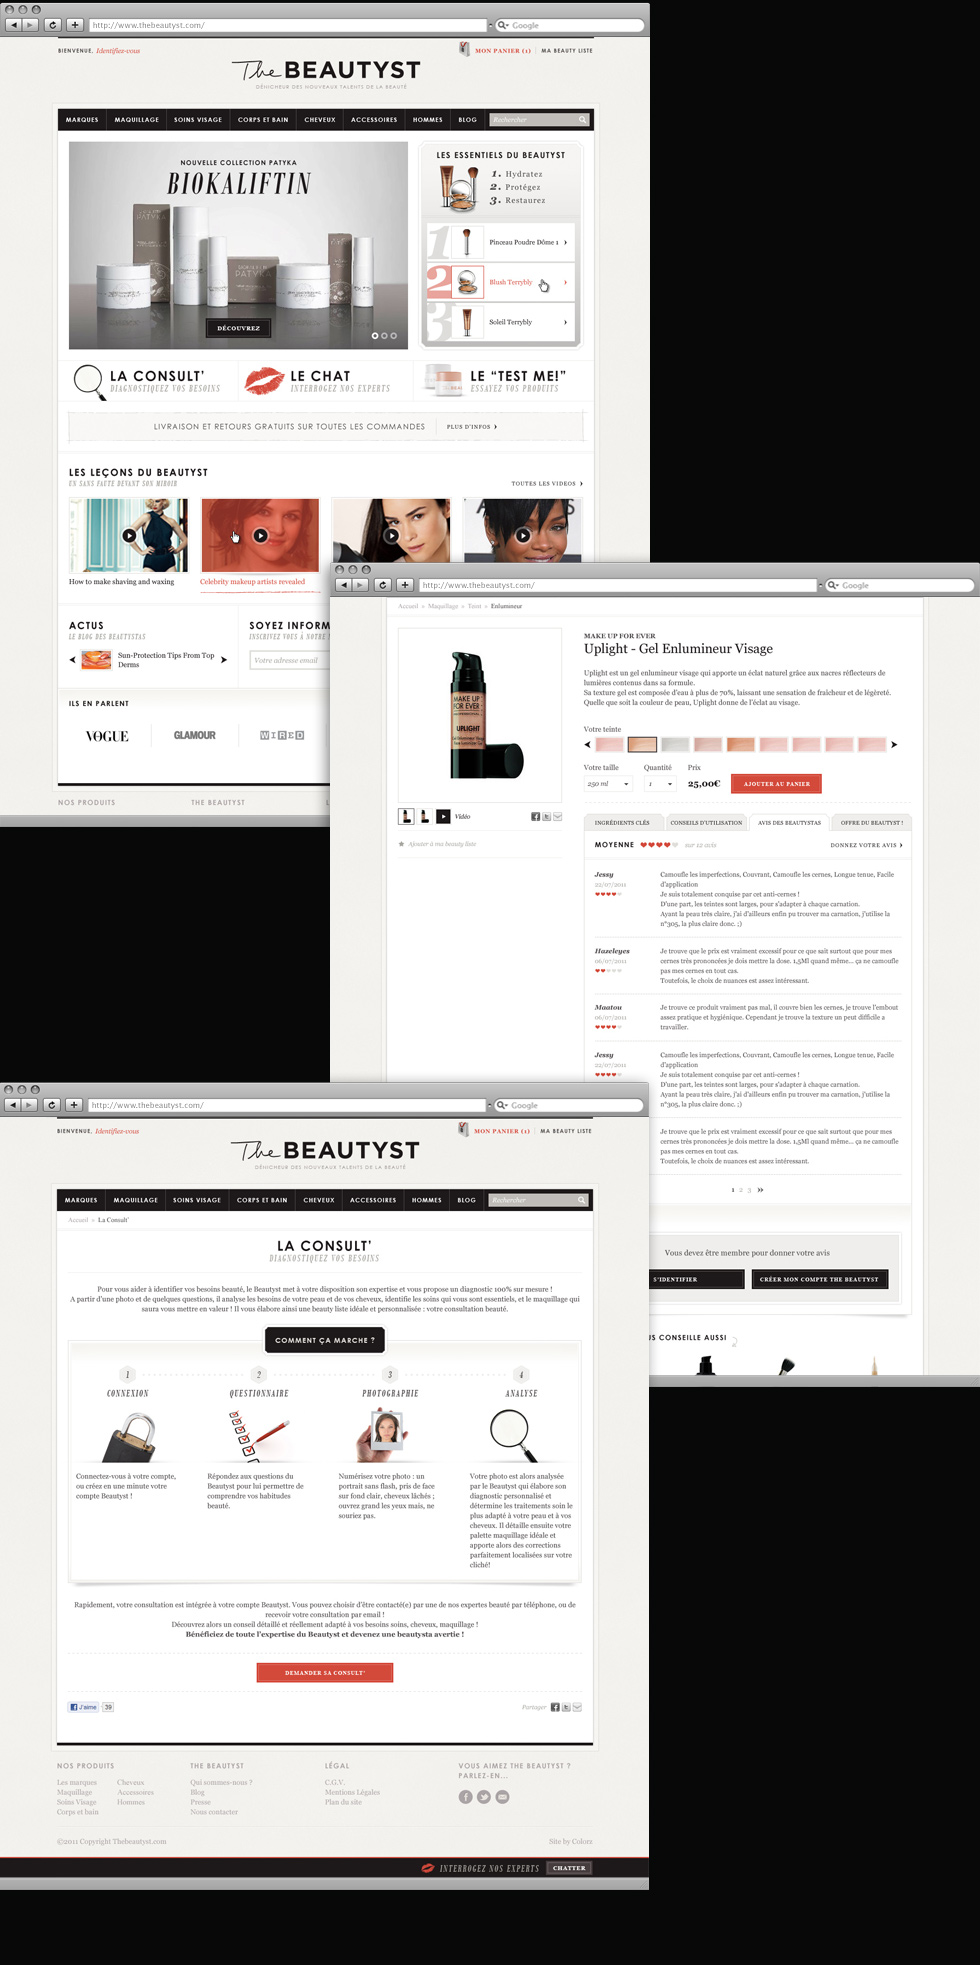 http://www.thebeautyst.com/
Google
BIENVENUE, Identifiez-vous
MON PANIER (1)
MA BEAUTY LISTE
The BEAUTYST
DÉNICHEUR DES NOUVEAUX TALENTS DE LA BEAUTÉ
MARQUES
MAQUILLAGE
SOINS VISAGE
CORPS ET BAIN
CHEVEUX
ACCESSOIRES
HOMMES
BLOG
Rechercher
NOUVELLE COLLECTION PATYKA
BIOKALIFTIN
DÉCOUVREZ
LES ESSENTIELS DU BEAUTYST
1. Hydratez
2. Protégez
3. Restaurez
1
Pinceau Poudre Dôme 1
2
Blush Terrybly
3
Soleil Terrybly
LA CONSULT'
DIAGNOSTIQUEZ VOS BESOINS
LE CHAT
INTERROGEZ NOS EXPERTS
LE “TEST ME!”
ESSAYEZ VOS PRODUITS
LIVRAISON ET RETOURS GRATUITS SUR TOUTES LES COMMANDES
PLUS D'INFOS
LES LEÇONS DU BEAUTYST
UN SANS FAUTE DEVANT SON MIROIR
TOUTES LES VIDEOS
How to make shaving and waxing
Celebrity makeup artists revealed
ACTUS
LE BLOG DES BEAUTYSTAS
Sun-Protection Tips From Top
Derms
SOYEZ INFORM
INSCRIVEZ VOUS À NOTRE
Votre adresse email
ILS EN PARLENT
VOGUE
GLAMOUR
WIRED
NOS PRODUITS
THE BEAUTYST
L
http://www.thebeautyst.com/
Google
Accueil » Maquillage » Teint » Enlumineur
MAKE UP FOR EVER
Uplight - Gel Enlumineur Visage
Uplight est un gel enlumineur visage qui apporte un éclat naturel grâce aux nacres réflecteurs de
lumières contenus dans sa formule.
Sa texture gel est composée d'eau à plus de 70%, laissant une sensation de fraîcheur et de légèreté.
Quelle que soit la couleur de peau, Uplight donne de l'éclat au visage.
MAKE UP
FOR EVER
UPLIGHT
Votre teinte
Votre taille
Quantité
Prix
250 ml
1
25,00€
AJOUTER AU PANIER
Vidéo
Ajouter à ma beauty liste
INGRÉDIENTS CLÉS
CONSEILS D'UTILISATION
AVIS DES BEAUTYSTAS
OFFRE DU BEAUTYST !
MOYENNE
sur 12 avis
DONNEZ VOTRE AVIS
Jessy
22/07/2011
Camoufle les imperfections, Couvrant, Camoufle les cernes, Longue tenue, Facile
d'application
Je suis totalement conquise par cet anti-cernes !
D'une part, les teintes sont larges, pour s'adapter à chaque carnation.
Ayant la peau très claire, j'ai d'ailleurs enfin pu trouver ma carnation, j'utilise la
n°305, la plus claire donc. ;)
Hazeleyes
06/07/2011
Je trouve que le prix est vraiment excessif pour ce que sait surtout que pour mes
cernes très prononcées je dois mettre la dose. 1,5Ml quand même... ça ne camoufle
pas mes cernes en tout cas.
Toutefois, le choix de nuances est assez intéressant.
Maatou
06/07/2011
Je trouve ce produit vraiment pas mal, il couvre bien les cernes, je trouve l'embout
assez pratique et hygiénique. Cependant je trouve la texture un peut difficile a
travailler.
Jessy
22/07/2011
Camoufle les imperfections, Couvrant, Camoufle les cernes, Longue tenue, Facile
d'application
Je suis totalement conquise par cet anti-cernes !
D'une part, les teintes sont larges, pour s'adapter à chaque carnation.
Ayant la peau très claire, j'ai d'ailleurs enfin pu trouver ma carnation, j'utilise la
n°305, la plus claire donc. ;)
Je trouve que le prix est vraiment excessif pour ce que sait surtout que pour mes
cernes très prononcées je dois mettre la dose. 1,5Ml quand même... ça ne camoufle
pas mes cernes en tout cas.
Toutefois, le choix de nuances est assez intéressant.
1 2 3 »
Vous devez être membre pour donner votre avis
S'IDENTIFIER
CRÉER MON COMPTE THE BEAUTYST
US CONSEILLE AUSSI
http://www.thebeautyst.com/
Google
BIENVENUE, Identifiez-vous
MON PANIER (1)
MA BEAUTY LISTE
The BEAUTYST
DÉNICHEUR DES NOUVEAUX TALENTS DE LA BEAUTÉ
MARQUES
MAQUILLAGE
SOINS VISAGE
CORPS ET BAIN
CHEVEUX
ACCESSOIRES
HOMMES
BLOG
Rechercher
Accueil » La Consult'
LA CONSULT'
DIAGNOSTIQUEZ VOS BESOINS
Pour vous aider à identifier vos besoins beauté, le Beautyst met à votre disposition son expertise et vous propose un diagnostic 100% sur mesure !
A partir d'une photo et de quelques questions, il analyse les besoins de votre peau et de vos cheveux, identifie les soins qui vous sont essentiels, et le maquillage qui
saura vous mettre en valeur ! Il vous élabore ainsi une beauty liste idéale et personnalisée : votre consultation beauté.
COMMENT ÇA MARCHE ?
1
CONNEXION
Connectez-vous à votre compte,
ou créez en une minute votre
compte Beautyst !
2
QUESTIONNAIRE
Répondez aux questions du
Beautyst pour lui permettre de
comprendre vos habitudes
beauté.
3
PHOTOGRAPHIE
Numérisez votre photo : un
portrait sans flash, pris de face
sur fond clair, cheveux lâchés ;
ouvrez grand les yeux mais, ne
souriez pas.
4
ANALYSE
Votre photo est alors analysée
par le Beautyst qui élabore son
diagnostic personnalisé et
détermine les traitements soin le
plus adapté à votre peau et à vos
cheveux. Il détaille ensuite votre
palette maquillage idéale et
apporte alors des corrections
parfaitement localisées sur votre
cliché!
Rapidement, votre consultation est intégrée à votre compte Beautyst. Vous pouvez choisir d'être contacté(e) par une de nos expertes beauté par téléphone, ou de
recevoir votre consultation par email !
Découvrez alors un conseil détaillé et réellement adapté à vos besoins soins, cheveux, maquillage !
Bénéficiez de toute l'expertise du Beautyst et devenez une beautysta avertie !
DEMANDER SA CONSULT'
J'aime
39
Partager
NOS PRODUITS
Les marques
Maquillage
Soins Visage
Corps et bain
Cheveux
Accessoires
Hommes
THE BEAUTYST
Qui sommes-nous ?
Blog
Presse
Nous contacter
LÉGAL
C.G.V.
Mentions Légales
Plan du site
VOUS AIMEZ THE BEAUTYST ?
PARLEZ-EN...
©2011 Copyright Thebeautyst.com
Site by Colorz
INTERROGEZ NOS EXPERTS
CHATTER